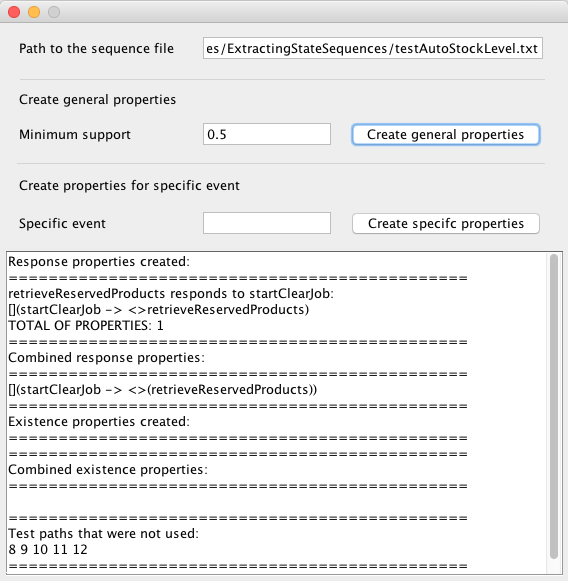 Path to the sequence file es/ExtractingStateSequences/testAutoStockLevel.txt
Create general properties
Minimum support 0.5 Create general properties
Create properties for specific event
Specific event Create specifc properties
Response properties created:
==============================================
retrieveReservedProducts responds to startClearJob:
[](startClearJob -> <>retrieveReservedProducts)
TOTAL OF PROPERTIES: 1
==============================================
Combined response properties:
==============================================
[](startClearJob -> <>(retrieveReservedProducts))
==============================================
Existence properties created:
==============================================
==============================================
Combined existence properties:
==============================================
==============================================
Test paths that were not used:
8 9 10 11 12
==============================================